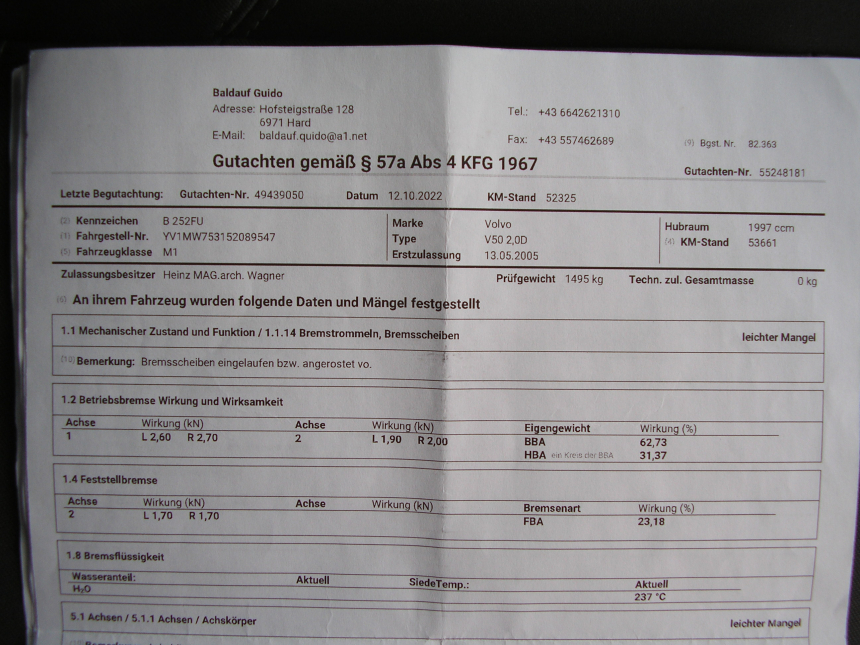 Baldauf Guido
Adresse: Hofsteigstraße 128
6971 Hard
E-Mail: baldauf.guido@a1.net
Tel.: +43 6642621310
Fax: +43 557462689
(9) Bgst. Nr. 82.363
Gutachten gemäß § 57a Abs 4 KFG 1967
Gutachten-Nr. 55248181
Letzte Begutachtung: Gutachten-Nr. 49439050 Datum 12.10.2022 KM-Stand 52325
(2) Kennzeichen B 252FU
(1) Fahrgestell-Nr. YV1MW753152089547
(5) Fahrzeugklasse M1
Marke Volvo
Type V50 2,0D
Erstzulassung 13.05.2005
Hubraum 1997 ccm
(4) KM-Stand 53661
Zulassungsbesitzer Heinz MAG.arch. Wagner Prüfgewicht 1495 kg Techn. zul. Gesamtmasse 0 kg
(6) An ihrem Fahrzeug wurden folgende Daten und Mängel festgestellt
1.1 Mechanischer Zustand und Funktion / 1.1.14 Bremstrommeln, Bremsscheiben leichter Mangel
(10) Bemerkung: Bremsscheiben eingelaufen bzw. angerostet vo.
1.2 Betriebsbremse Wirkung und Wirksamkeit
Achse Wirkung (kN) Achse Wirkung (kN) Eigengewicht Wirkung (%)
1 L 2,60 R 2,70 2 L 1,90 R 2,00 BBA 62,73
HBA ein Kreis der BBA 31,37
1.4 Feststellbremse
Achse Wirkung (kN) Achse Wirkung (kN) Bremsenart Wirkung (%)
2 L 1,70 R 1,70 FBA 23,18
1.8 Bremsflüssigkeit
Wasseranteil: Aktuell SiedeTemp.: Aktuell
H₂O 237 °C
5.1 Achsen / 5.1.1 Achsen / Achskörper leichter Mangel